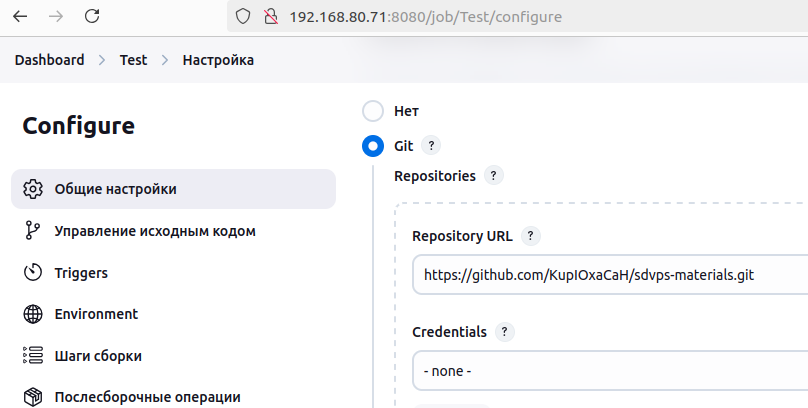 192.168.80.71:8080/job/Test/configure
Dashboard > Test > Настройка
Configure
Общие настройки
Управление исходным кодом
Triggers
Environment
Шаги сборки
Послесборочные операции
Нет
Git ?
Repositories ?
Repository URL ?
https://github.com/KupIOxaCaH/sdvps-materials.git
Credentials ?
- none -